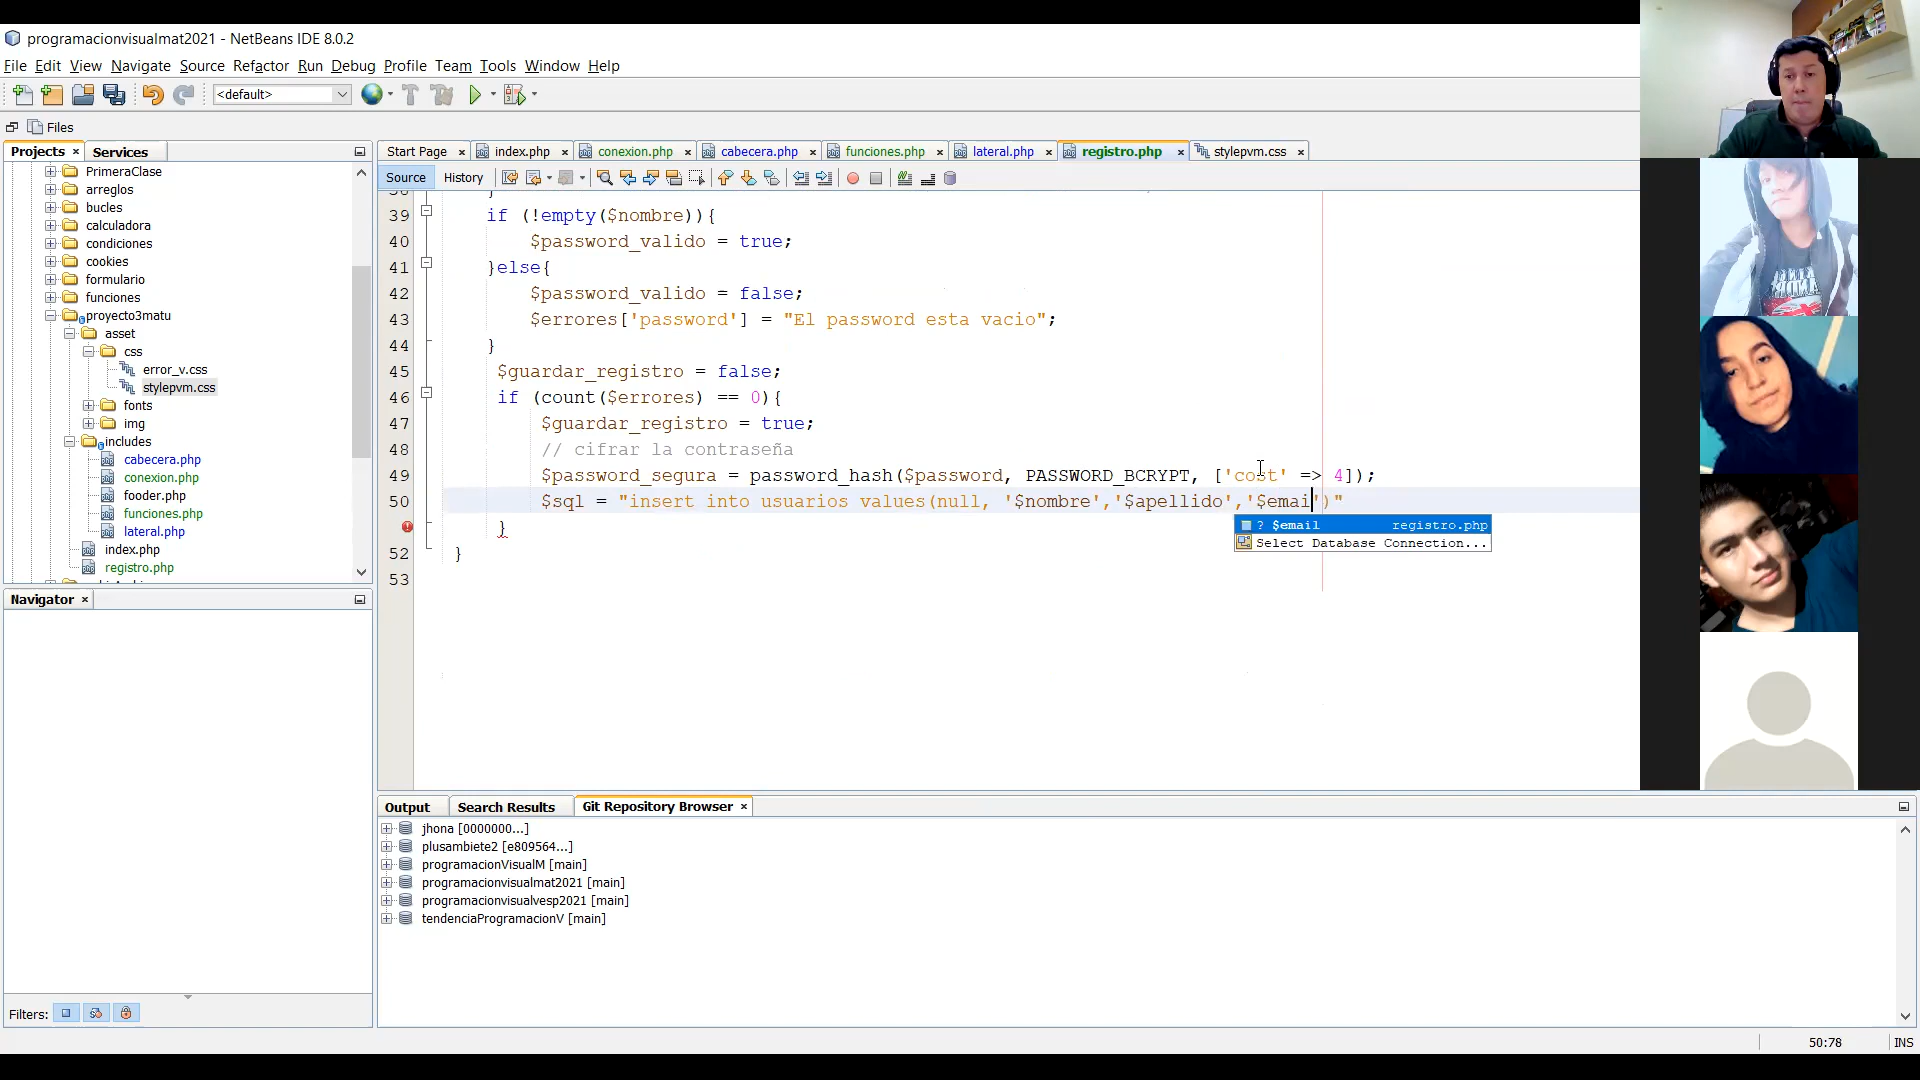 programacionvisualmat2021 - NetBeans IDE 8.0.2
File Edit View Navigate Source Refactor Run Debug Profile Team Tools Window Help
<default>
Files
Projects × Services
Start Page × index.php × conexion.php × cabecera.php × funciones.php × lateral.php × registro.php × stylepvm.css ×
Source History
PrimeraClase
arreglos
bucles
calculadora
condiciones
cookies
formulario
funciones
proyecto3matu
asset
css
error_v.css
stylepvm.css
fonts
img
includes
cabecera.php
conexion.php
fooder.php
funciones.php
lateral.php
index.php
registro.php
39 if (!empty($nombre)){
40 $password_valido = true;
41 }else{
42 $password_valido = false;
43 $errores['password'] = "El password esta vacio";
44 }
45 $guardar_registro = false;
46 if (count($errores) == 0){
47 $guardar_registro = true;
48 // cifrar la contraseña
49 $password_segura = password_hash($password, PASSWORD_BCRYPT, ['cost' => 4]);
50 $sql = "insert into usuarios values(null, '$nombre','$apellido','$emai')"
}
52 }
53
? $email registro.php
Select Database Connection...
Navigator ×
Filters:
Output Search Results Git Repository Browser ×
jhona [0000000...]
plusambiete2 [e809564...]
programacionVisualM [main]
programacionvisualmat2021 [main]
programacionvisualvesp2021 [main]
tendenciaProgramacionV [main]
50:78 INS